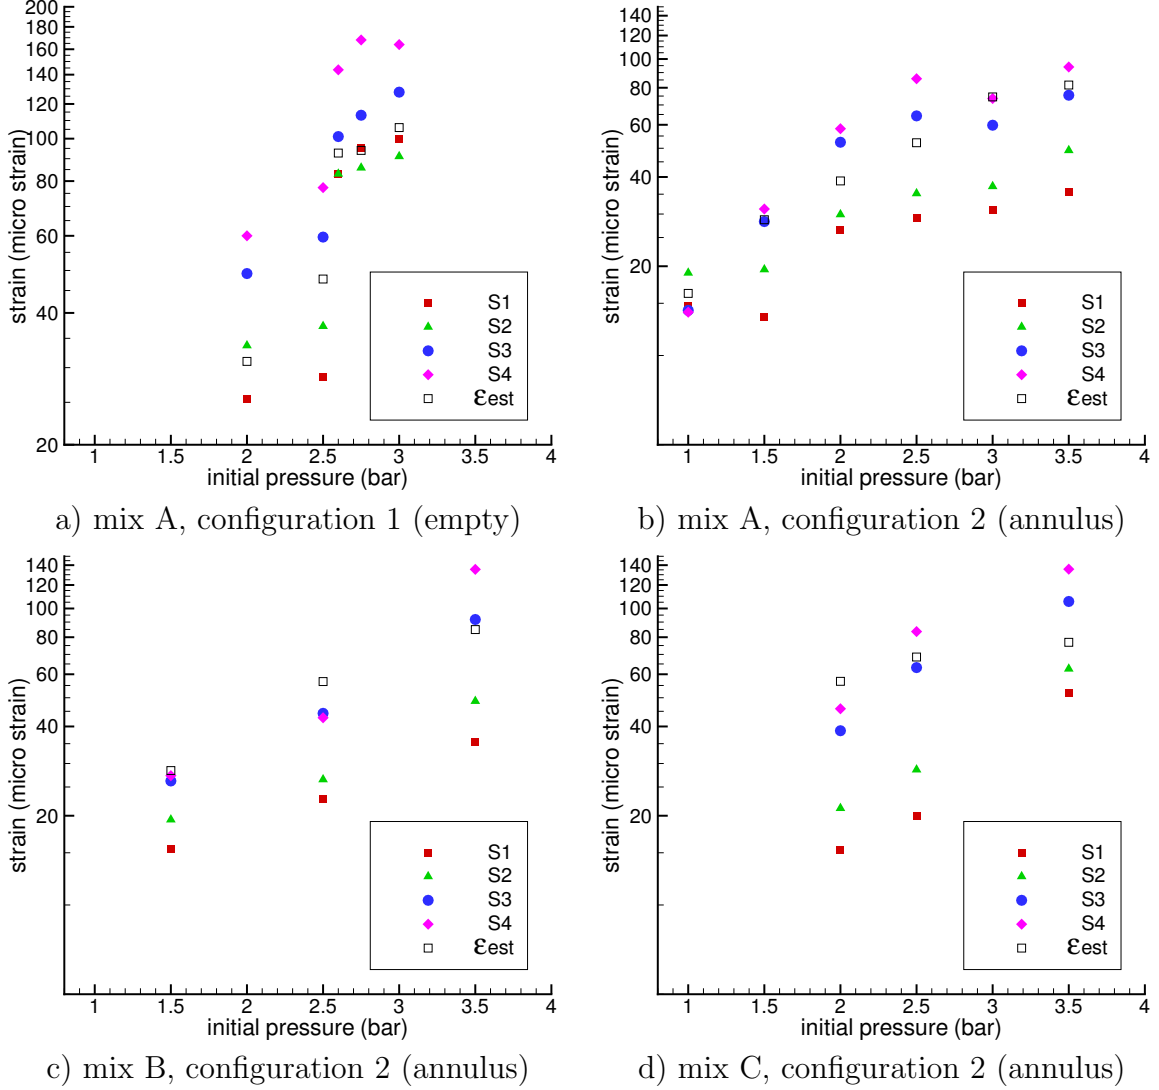 200
180
160
140
120
100
80
60
40
20
strain (micro strain)
1 1.5 2 2.5 3 3.5 4
initial pressure (bar)
S1
S2
S3
S4
εest
a) mix A, configuration 1 (empty)
140
120
100
80
60
40
20
strain (micro strain)
1 1.5 2 2.5 3 3.5 4
initial pressure (bar)
S1
S2
S3
S4
εest
b) mix A, configuration 2 (annulus)
140
120
100
80
60
40
20
strain (micro strain)
1 1.5 2 2.5 3 3.5 4
initial pressure (bar)
S1
S2
S3
S4
εest
c) mix B, configuration 2 (annulus)
140
120
100
80
60
40
20
strain (micro strain)
1 1.5 2 2.5 3 3.5 4
initial pressure (bar)
S1
S2
S3
S4
εest
d) mix C, configuration 2 (annulus)